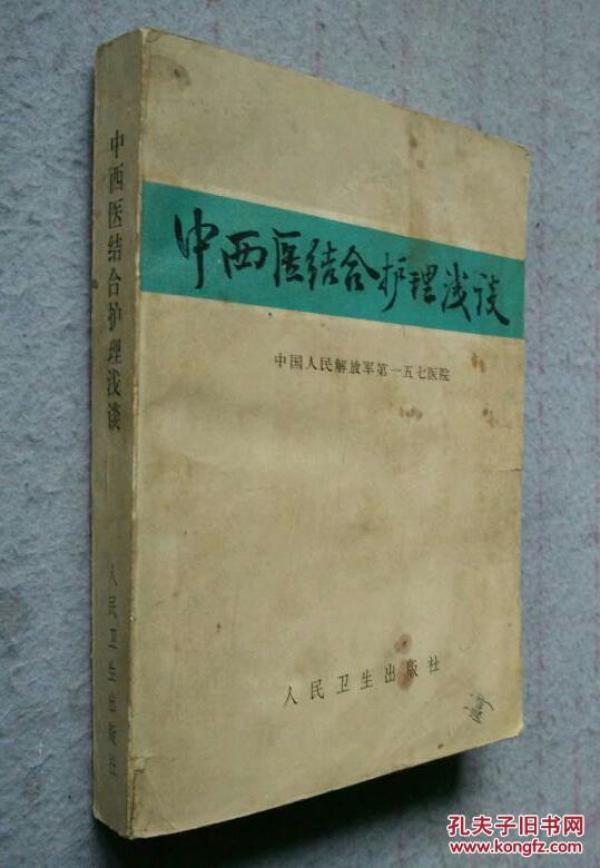 中西医结合护理浅谈
人民卫生出版社
中西医结合护理浅谈
中国人民解放军第一五七医院
人民卫生出版社
孔夫子旧书网
www.kongfz.com